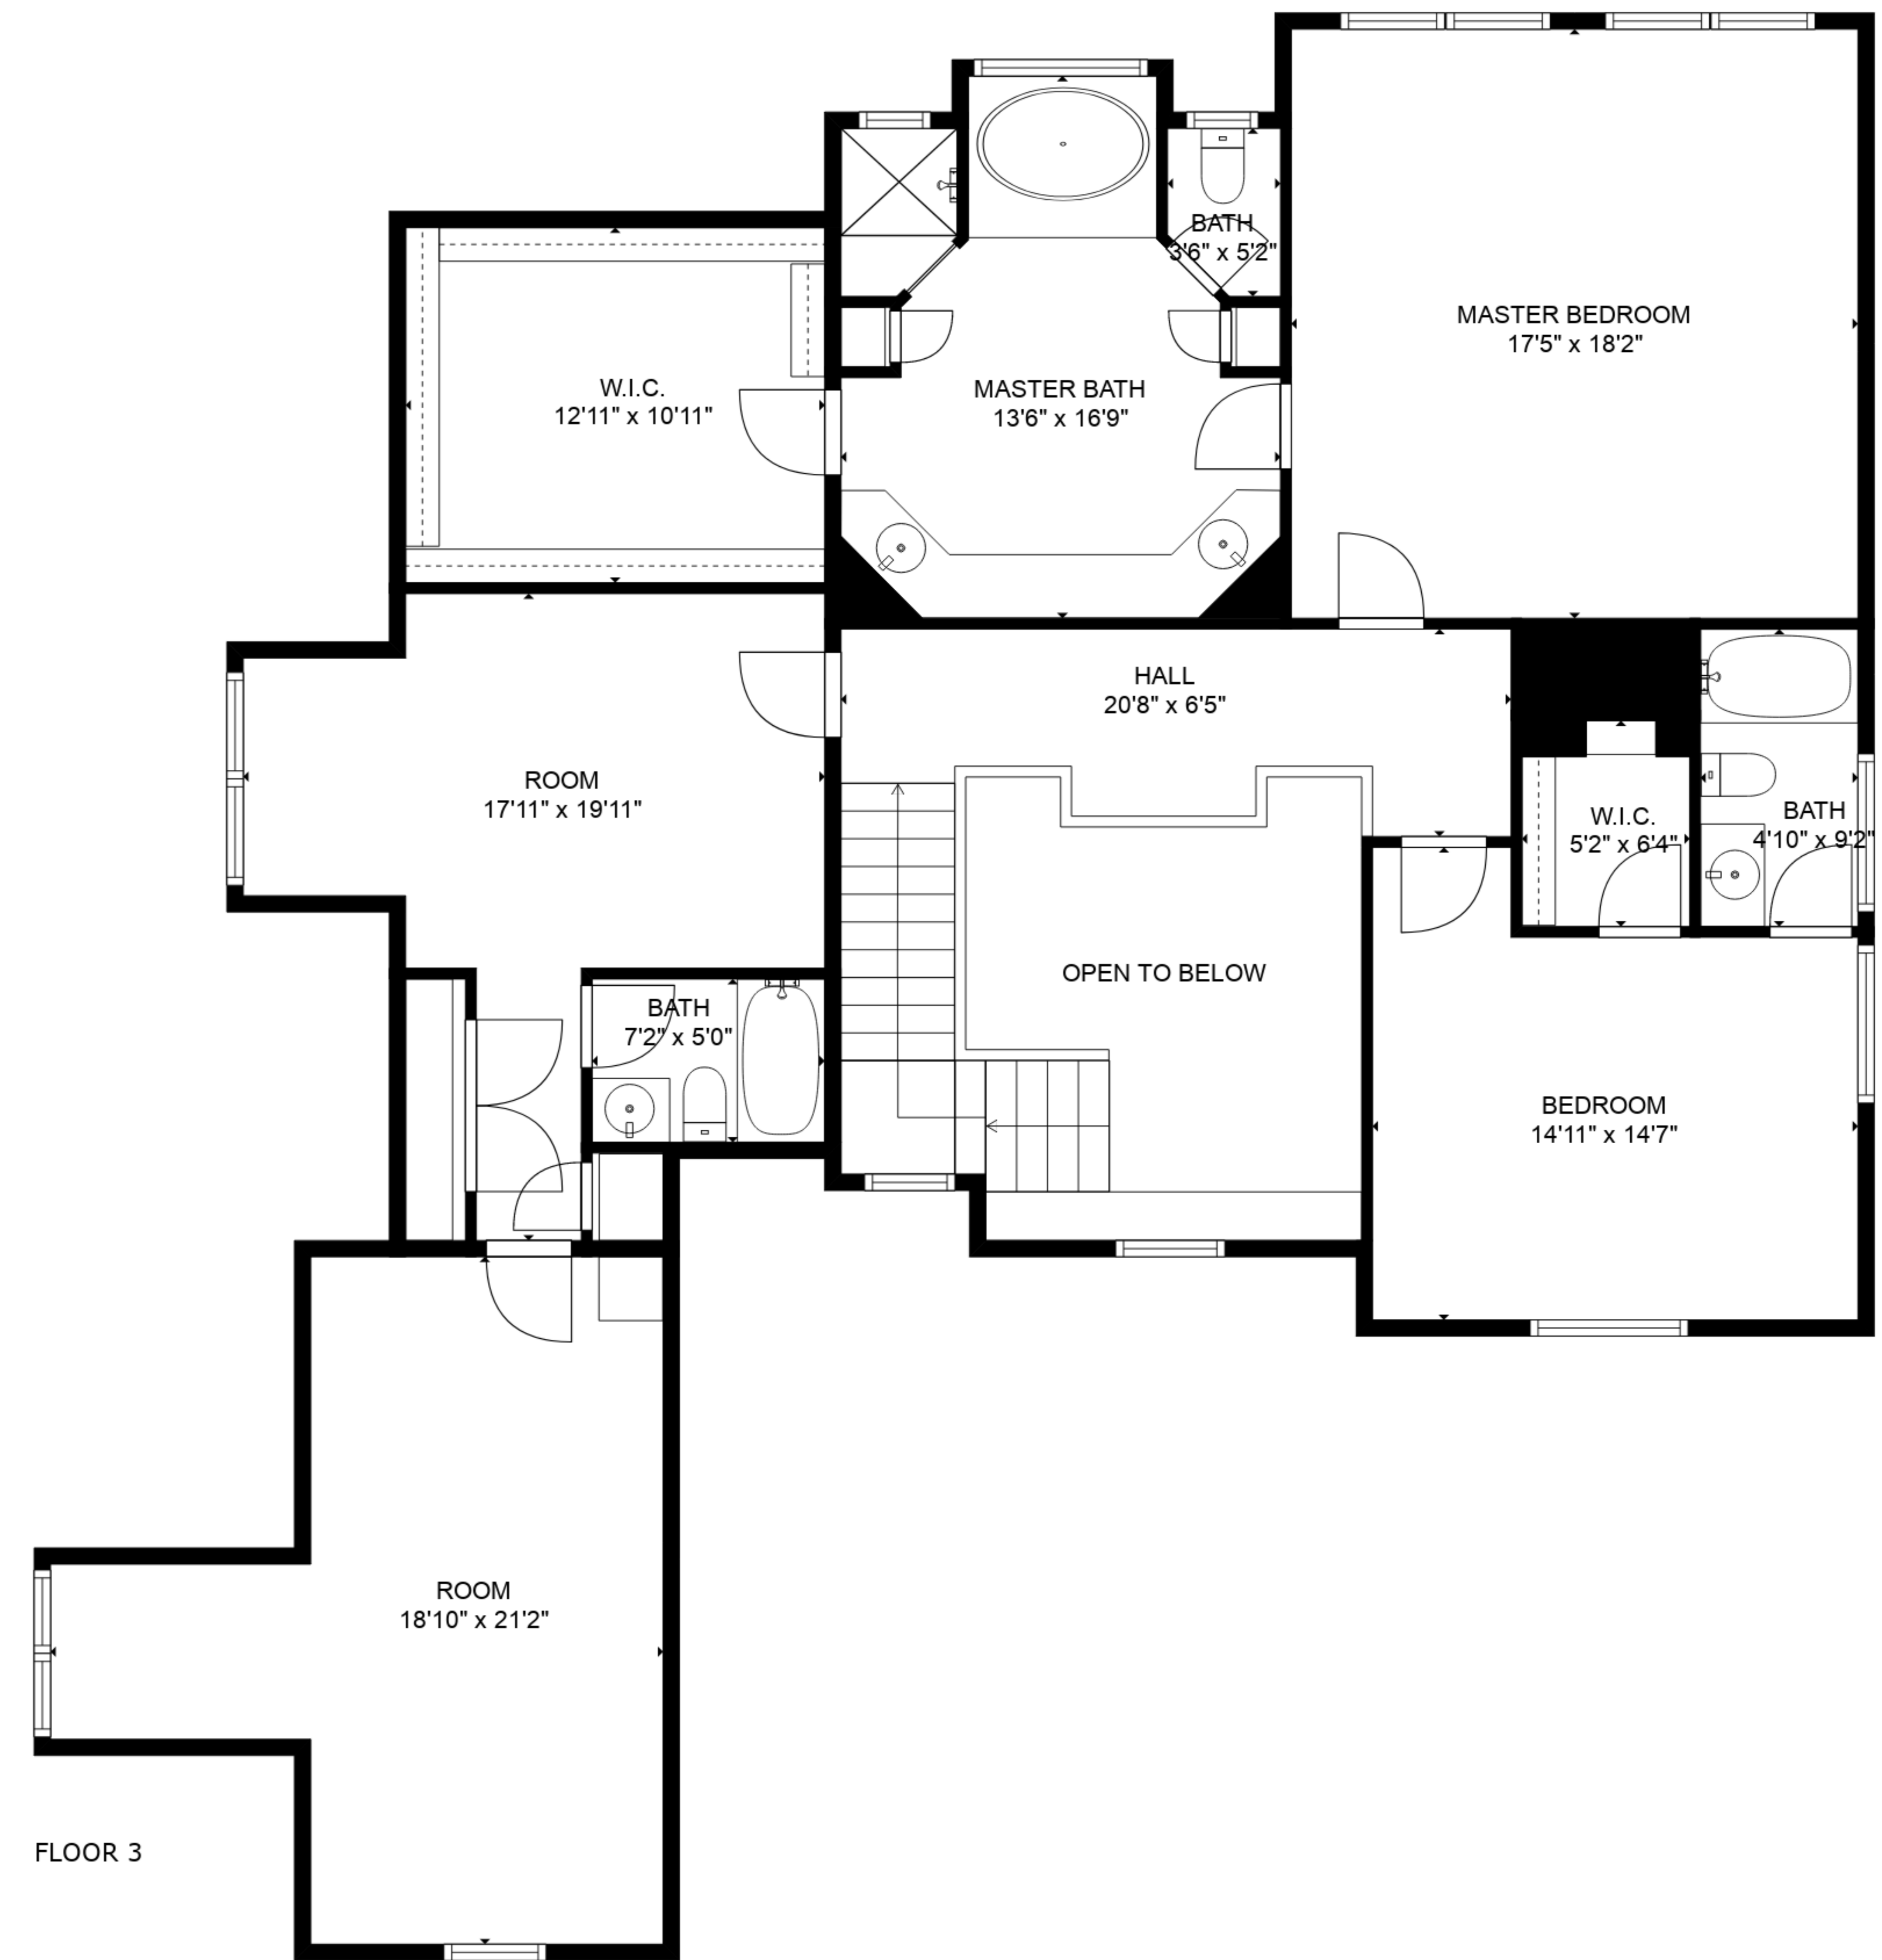 BATH
3'6" x 5'2"
MASTER BEDROOM
17'5" x 18'2"
W.I.C.
12'11" x 10'11"
MASTER BATH
13'6" x 16'9"
HALL
20'8" x 6'5"
ROOM
17'11" x 19'11"
W.I.C.
5'2" x 6'4"
BATH
4'10" x 9'2"
OPEN TO BELOW
BATH
7'2" x 5'0"
BEDROOM
14'11" x 14'7"
ROOM
18'10" x 21'2"
FLOOR 3